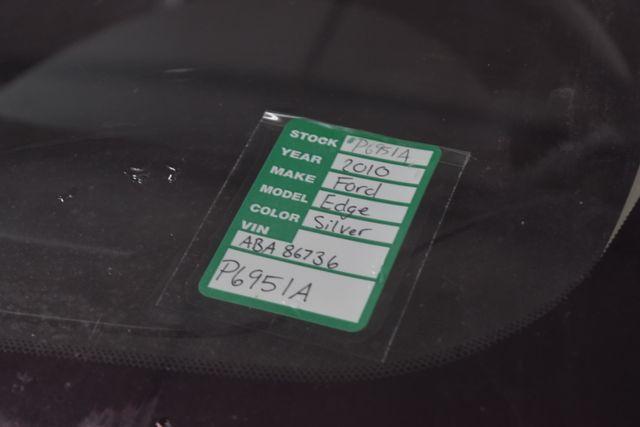 STOCK #P6951A
YEAR 2010
MAKE Ford
MODEL Edge
COLOR Silver
VIN
ABA 86736
P6951A